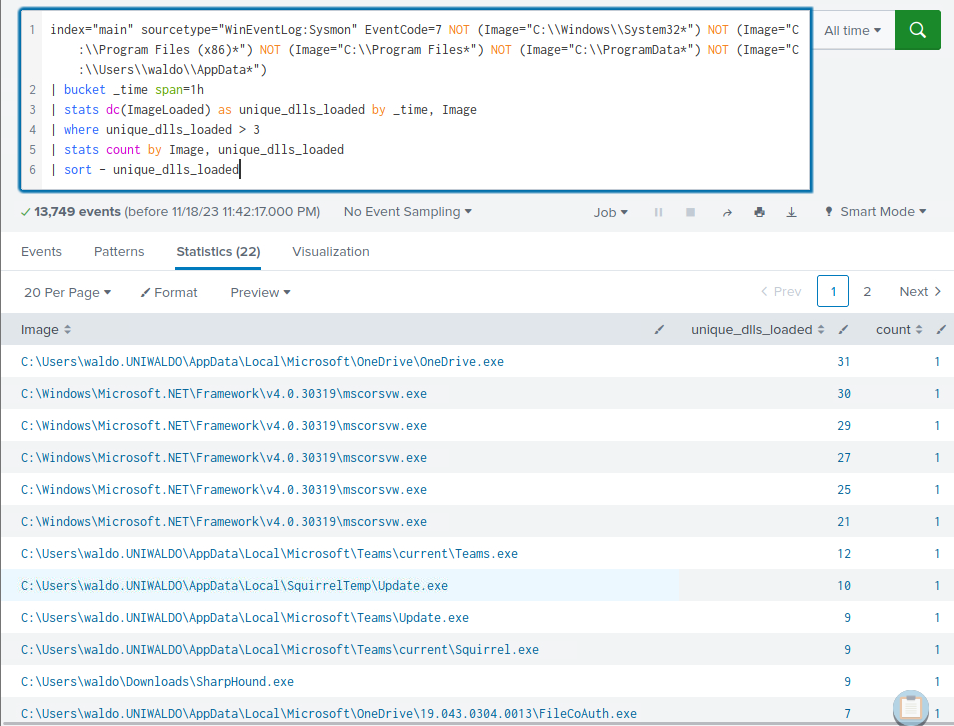 1 index="main" sourcetype="WinEventLog:Sysmon" EventCode=7 NOT (Image="C:\\Windows\\System32*") NOT (Image="C
:\\Program Files (x86)*") NOT (Image="C:\\Program Files*") NOT (Image="C:\\ProgramData*") NOT (Image="C
:\\Users\\waldo\\AppData*")
2 | bucket _time span=1h
3 | stats dc(ImageLoaded) as unique_dlls_loaded by _time, Image
4 | where unique_dlls_loaded > 3
5 | stats count by Image, unique_dlls_loaded
6 | sort - unique_dlls_loaded
All time
13,749 events (before 11/18/23 11:42:17.000 PM) No Event Sampling Job Smart Mode
Events Patterns Statistics (22) Visualization
20 Per Page Format Preview < Prev 1 2 Next >
Image unique_dlls_loaded count
C:\Users\waldo.UNIWALDO\AppData\Local\Microsoft\OneDrive\OneDrive.exe 31 1
C:\Windows\Microsoft.NET\Framework\v4.0.30319\mscorsvw.exe 30 1
C:\Windows\Microsoft.NET\Framework\v4.0.30319\mscorsvw.exe 29 1
C:\Windows\Microsoft.NET\Framework\v4.0.30319\mscorsvw.exe 27 1
C:\Windows\Microsoft.NET\Framework\v4.0.30319\mscorsvw.exe 25 1
C:\Windows\Microsoft.NET\Framework\v4.0.30319\mscorsvw.exe 21 1
C:\Users\waldo.UNIWALDO\AppData\Local\Microsoft\Teams\current\Teams.exe 12 1
C:\Users\waldo.UNIWALDO\AppData\Local\SquirrelTemp\Update.exe 10 1
C:\Users\waldo.UNIWALDO\AppData\Local\Microsoft\Teams\Update.exe 9 1
C:\Users\waldo.UNIWALDO\AppData\Local\Microsoft\Teams\current\Squirrel.exe 9 1
C:\Users\waldo\Downloads\SharpHound.exe 9 1
C:\Users\waldo.UNIWALDO\AppData\Local\Microsoft\OneDrive\19.043.0304.0013\FileCoAuth.exe 7 1